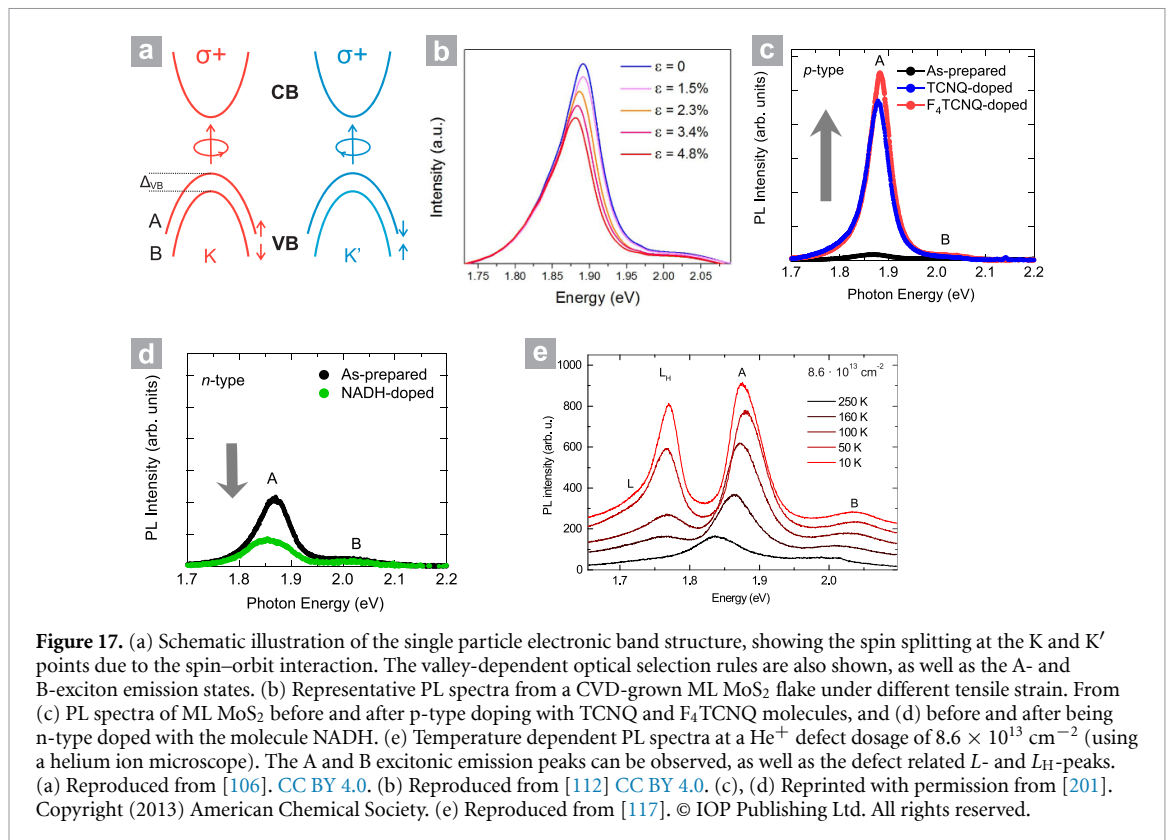 a
σ+
σ+
CB
ΔVB
A
B
K
VB
K'
b
Intensity (a.u.)
ε = 0
ε = 1.5%
ε = 2.3%
ε = 3.4%
ε = 4.8%
1.75 1.80 1.85 1.90 1.95 2.00 2.05
Energy (eV)
c
p-type
A
As-prepared
TCNQ-doped
F4TCNQ-doped
B
PL Intensity (arb. units)
1.7 1.8 1.9 2.0 2.1 2.2
Photon Energy (eV)
d
n-type
As-prepared
NADH-doped
A
B
PL Intensity (arb. units)
1.7 1.8 1.9 2.0 2.1 2.2
Photon Energy (eV)
e
PL intensity (arb. u.)
1000
800
600
400
200
0
LH
A
8.6 · 10¹³ cm⁻²
250 K
160 K
100 K
50 K
10 K
L
B
1.7 1.8 1.9 2.0
Energy (eV)
Figure 17. (a) Schematic illustration of the single particle electronic band structure, showing the spin splitting at the K and K′
points due to the spin–orbit interaction. The valley-dependent optical selection rules are also shown, as well as the A- and
B-exciton emission states. (b) Representative PL spectra from a CVD-grown ML MoS₂ flake under different tensile strain. From
(c) PL spectra of ML MoS₂ before and after p-type doping with TCNQ and F₄TCNQ molecules, and (d) before and after being
n-type doped with the molecule NADH. (e) Temperature dependent PL spectra at a He⁺ defect dosage of 8.6 × 10¹³ cm⁻² (using
a helium ion microscope). The A and B excitonic emission peaks can be observed, as well as the defect related L- and LH-peaks.
(a) Reproduced from [106]. CC BY 4.0. (b) Reproduced from [112] CC BY 4.0. (c), (d) Reprinted with permission from [201].
Copyright (2013) American Chemical Society. (e) Reproduced from [117]. © IOP Publishing Ltd. All rights reserved.